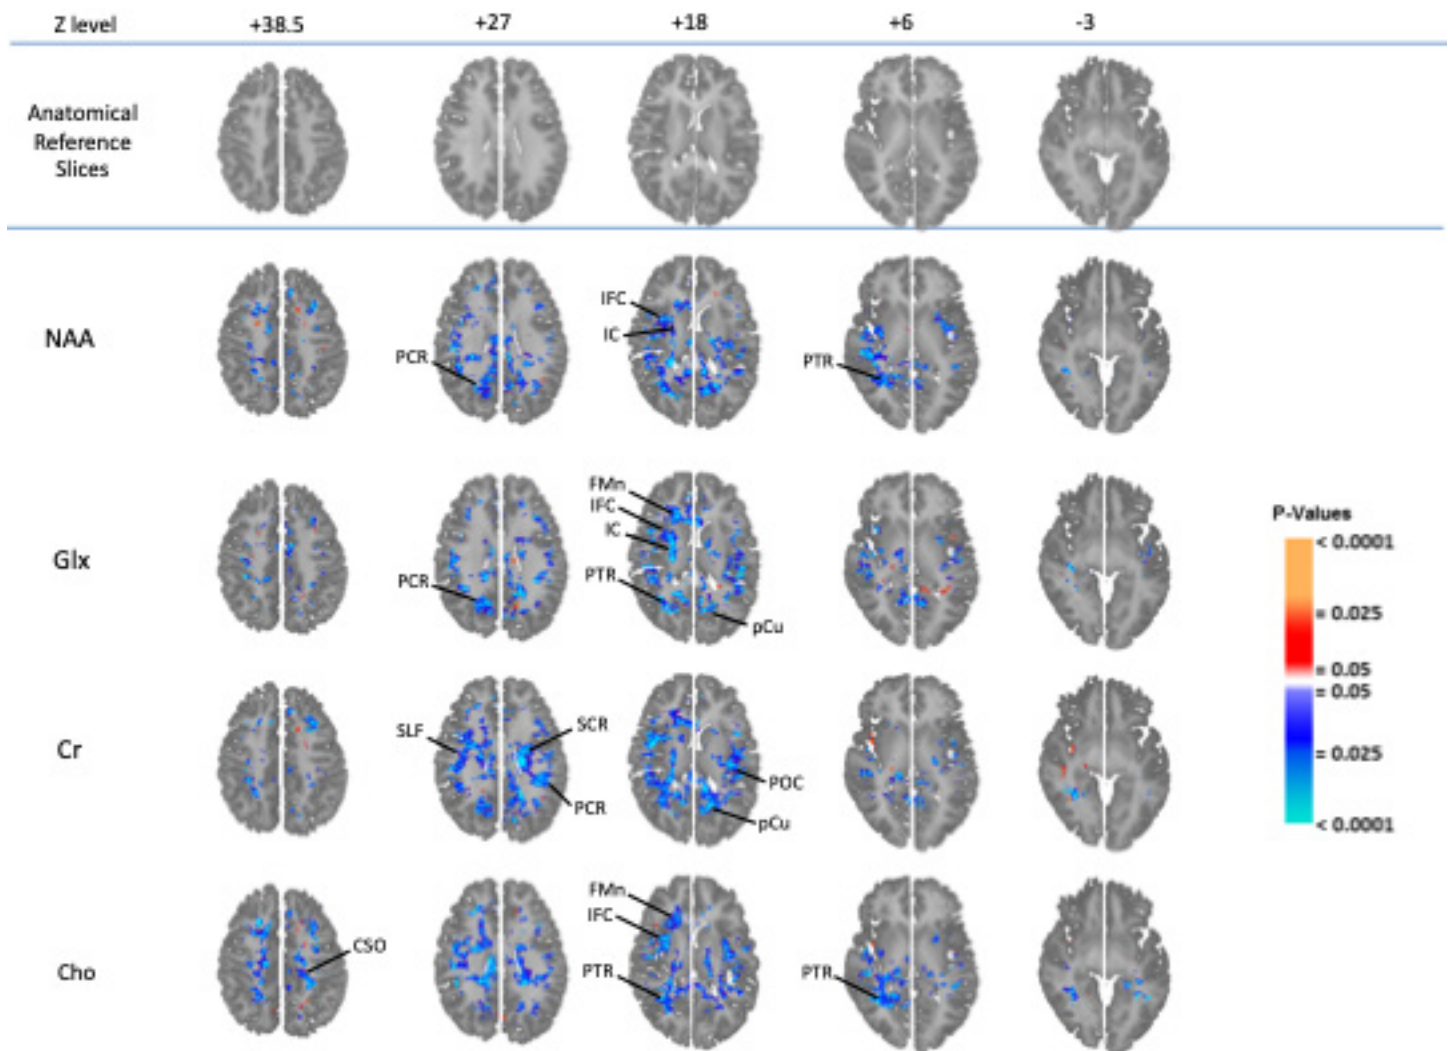 Z level +38.5 +27 +18 +6 -3
Anatomical
Reference
Slices
NAA
IFC
IC
PCR
PTR
Glx
FMn
IFC
IC
PCR
PTR
pCu
Cr
SLF
SCR
PCR
POC
pCu
Cho
CSO
FMn
IFC
PTR
PTR
P-Values
< 0.0001
= 0.025
= 0.05
= 0.05
= 0.025
< 0.0001